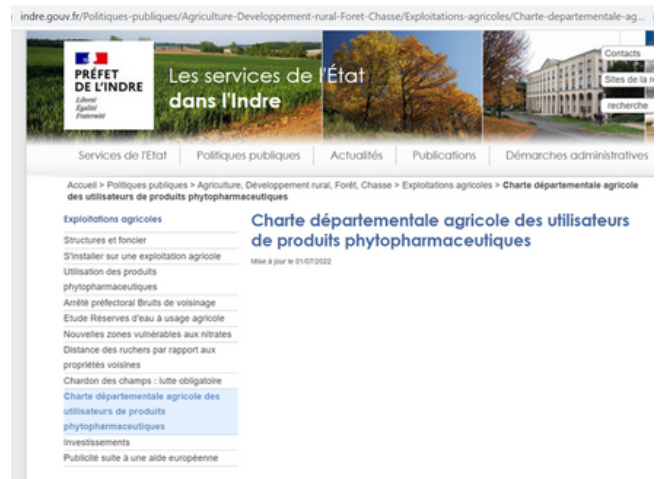 indre.gouv.fr/Politiques-publiques/Agriculture-Developpement-rural-Foret-Chasse/Exploitations-agricoles/Charte-departementale-ag...
PRÉFET
DE L'INDRE
Liberté
Égalité
Fraternité
Les services de l'État
dans l'Indre
Contacts
Sites de la
recherche
Services de l'Etat
Politiques publiques
Actualités
Publications
Démarches administratives
Accueil > Politiques publiques > Agriculture, Développement rural, Forêt, Chasse > Exploitations agricoles > Charte départementale agricole
des utilisateurs de produits phytopharmaceutiques
Exploitations agricoles
Structures et foncier
S'installer sur une exploitation agricole
Utilisation des produits
phytopharmaceutiques
Arrêté préfectoral Bruits de voisinage
Etude Réserves d'eau à usage agricole
Nouvelles zones vulnérables aux nitrates
Distance des ruchers par rapport aux
propriétés voisines
Chardon des champs : lutte obligatoire
Charte départementale agricole des
utilisateurs de produits
phytopharmaceutiques
Investissements
Publicité suite à une aide européenne
Charte départementale agricole des utilisateurs
de produits phytopharmaceutiques
Mise à jour le 01/07/2022